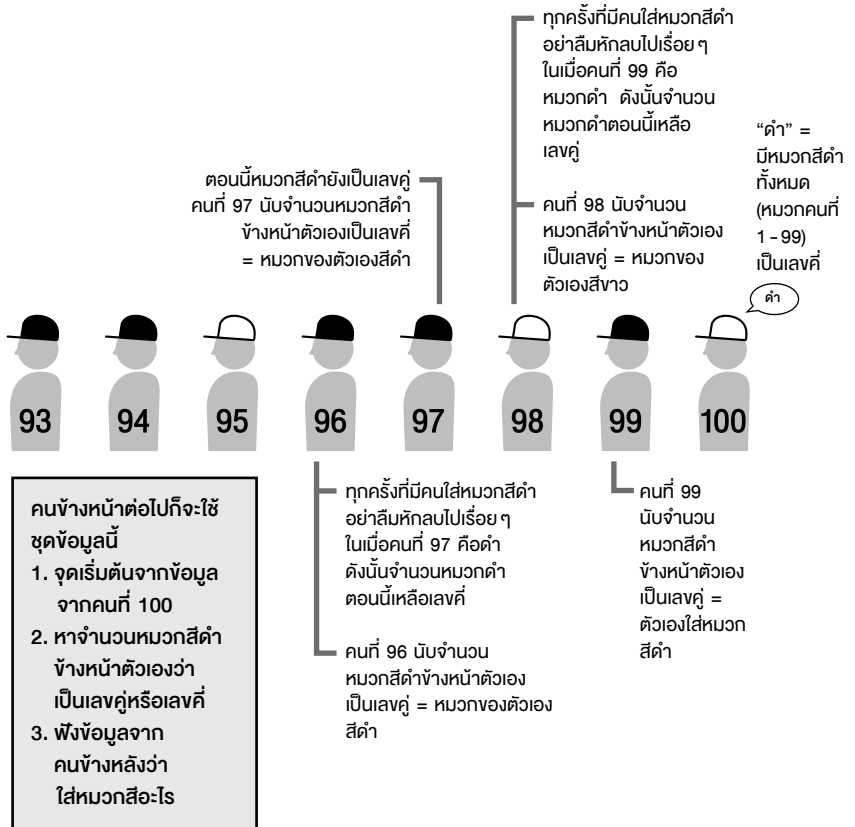 ทุกครั้งที่มีคนใส่หมวกสีดำ
อย่าลืมหักลบไปเรื่อยๆ
ในเมื่อคนที่ 99 คือ
หมวกดำ ดังนั้นจำนวน
หมวกดำตอนนี้เหลือ
เลขคู่
คนที่ 98 นับจำนวน
หมวกสีดำข้างหน้าตัวเอง
เป็นเลขคู่ = หมวกของ
ตัวเองสีขาว
“ดำ” =
มีหมวกสีดำ
ทั้งหมด
(หมวกคนที่
1 - 99)
เป็นเลขคี่
ดำ
ตอนนี้หมวกสีดำยังเป็นเลขคู่
คนที่ 97 นับจำนวนหมวกสีดำ
ข้างหน้าตัวเองเป็นเลขคี่
= หมวกของตัวเองสีดำ
93
94
95
96
97
98
99
100
คนข้างหน้าต่อไปก็จะใช้
ชุดข้อมูลนี้
1. จุดเริ่มต้นจากข้อมูล
จากคนที่ 100
2. หาจำนวนหมวกสีดำ
ข้างหน้าตัวเองว่า
เป็นเลขคู่หรือเลขคี่
3. ฟังข้อมูลจาก
คนข้างหลังว่า
ใส่หมวกสีอะไร
ทุกครั้งที่มีคนใส่หมวกสีดำ
อย่าลืมหักลบไปเรื่อยๆ
ในเมื่อคนที่ 97 คือดำ
ดังนั้นจำนวนหมวกดำ
ตอนนี้เหลือเลขคี่
คนที่ 96 นับจำนวน
หมวกสีดำข้างหน้าตัวเอง
เป็นเลขคู่ = หมวกของตัวเอง
สีดำ
คนที่ 99
นับจำนวน
หมวกสีดำ
ข้างหน้าตัวเอง
เป็นเลขคู่ =
ตัวเองใส่หมวก
สีดำ